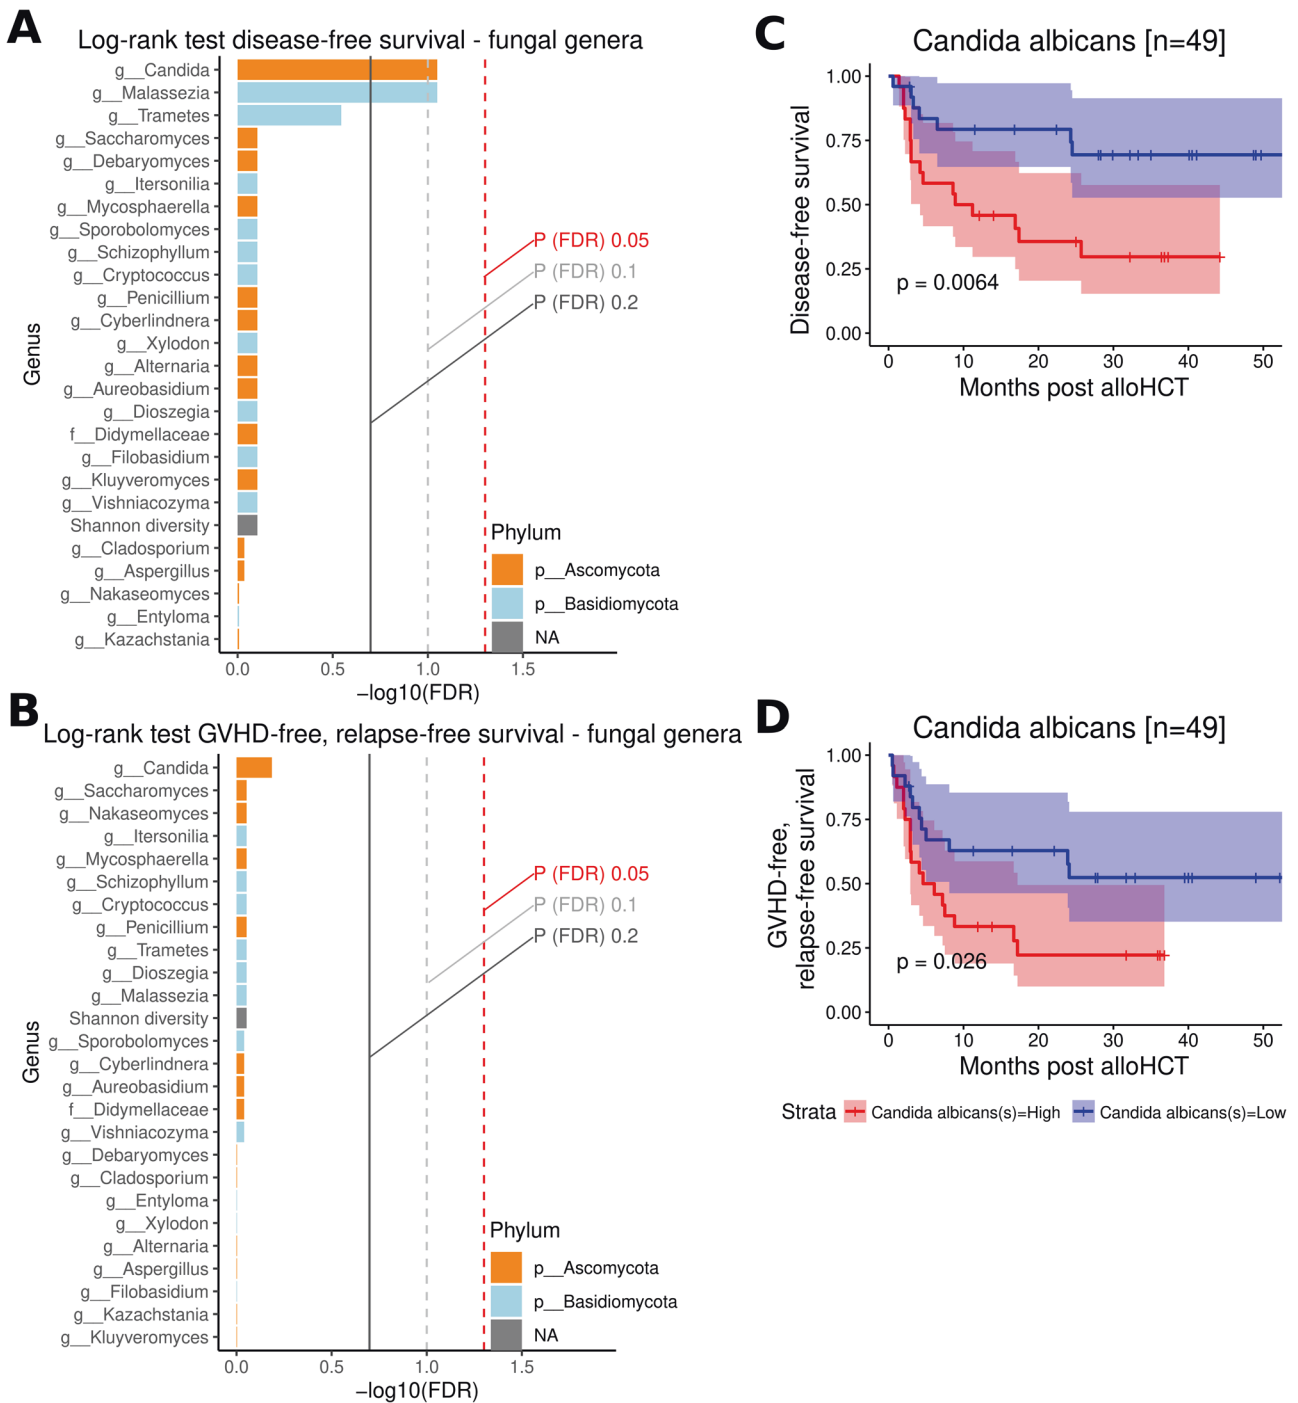 A
Log-rank test disease-free survival - fungal genera
g__Candida
g__Malassezia
g__Trametes
g__Saccharomyces
g__Debaryomyces
g__Itersonilia
g__Mycosphaerella
g__Sporobolomyces
g__Schizophyllum
g__Cryptococcus
g__Penicillium
g__Cyberlindnera
g__Xylodon
g__Alternaria
g__Aureobasidium
g__Dioszegia
f__Didymellaceae
g__Filobasidium
g__Kluyveromyces
g__Vishniacozyma
Shannon diversity
g__Cladosporium
g__Aspergillus
g__Nakaseomyces
g__Entyloma
g__Kazachstania
Genus
P (FDR) 0.05
P (FDR) 0.1
P (FDR) 0.2
Phylum
p__Ascomycota
p__Basidiomycota
NA
0.0 0.5 1.0 1.5
−log10(FDR)
B
Log-rank test GVHD-free, relapse-free survival - fungal genera
g__Candida
g__Saccharomyces
g__Nakaseomyces
g__Itersonilia
g__Mycosphaerella
g__Schizophyllum
g__Cryptococcus
g__Penicillium
g__Trametes
g__Dioszegia
g__Malassezia
Shannon diversity
g__Sporobolomyces
g__Cyberlindnera
g__Aureobasidium
f__Didymellaceae
g__Vishniacozyma
g__Debaryomyces
g__Cladosporium
g__Entyloma
g__Xylodon
g__Alternaria
g__Aspergillus
g__Filobasidium
g__Kazachstania
g__Kluyveromyces
Genus
P (FDR) 0.05
P (FDR) 0.1
P (FDR) 0.2
Phylum
p__Ascomycota
p__Basidiomycota
NA
0.0 0.5 1.0 1.5
−log10(FDR)
C
Candida albicans [n=49]
Disease-free survival
1.00
0.75
0.50
0.25
0.00
p = 0.0064
0 10 20 30 40 50
Months post alloHCT
D
Candida albicans [n=49]
GVHD-free,
relapse-free survival
1.00
0.75
0.50
0.25
0.00
p = 0.026
0 10 20 30 40 50
Months post alloHCT
Strata Candida albicans(s)=High Candida albicans(s)=Low